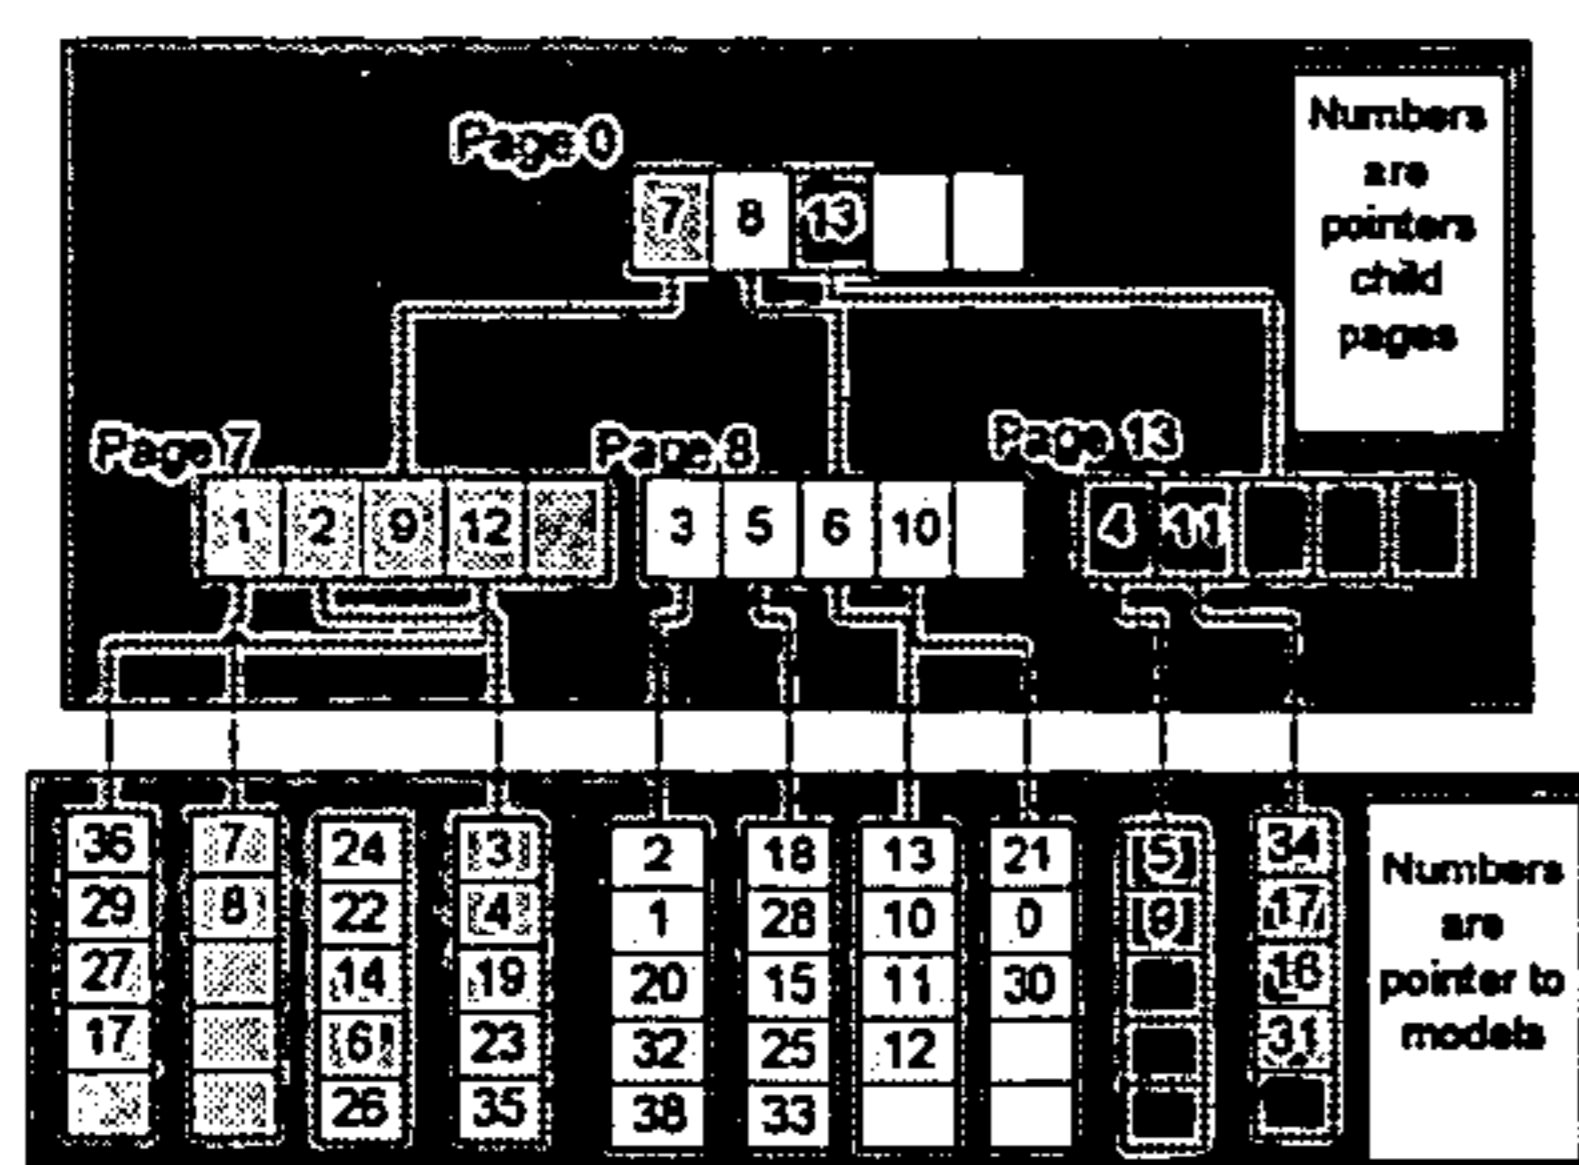 Page 0
7 8 13
Numbers
are
pointers
child
pages
Page 7
1 2 9 12
Page 8
3 5 6 10
Page 13
4 11
36 7 24 3 2 18 13 21 5 34
29 8 22 4 1 28 10 0 17
27 14 19 20 15 11 30 16
17 6 23 32 25 12 31
26 35 38 33
Numbers
are
pointer to
models